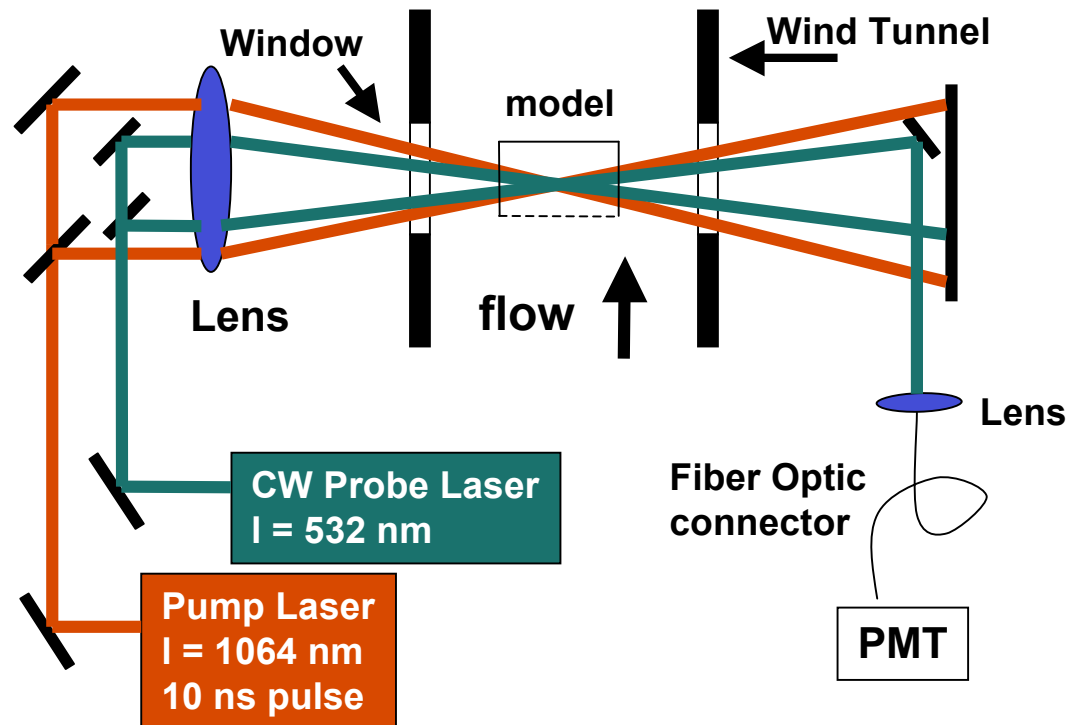 Window
Wind Tunnel
model
Lens
flow
Lens
CW Probe Laser
l = 532 nm
Fiber Optic
connector
Pump Laser
l = 1064 nm
10 ns pulse
PMT